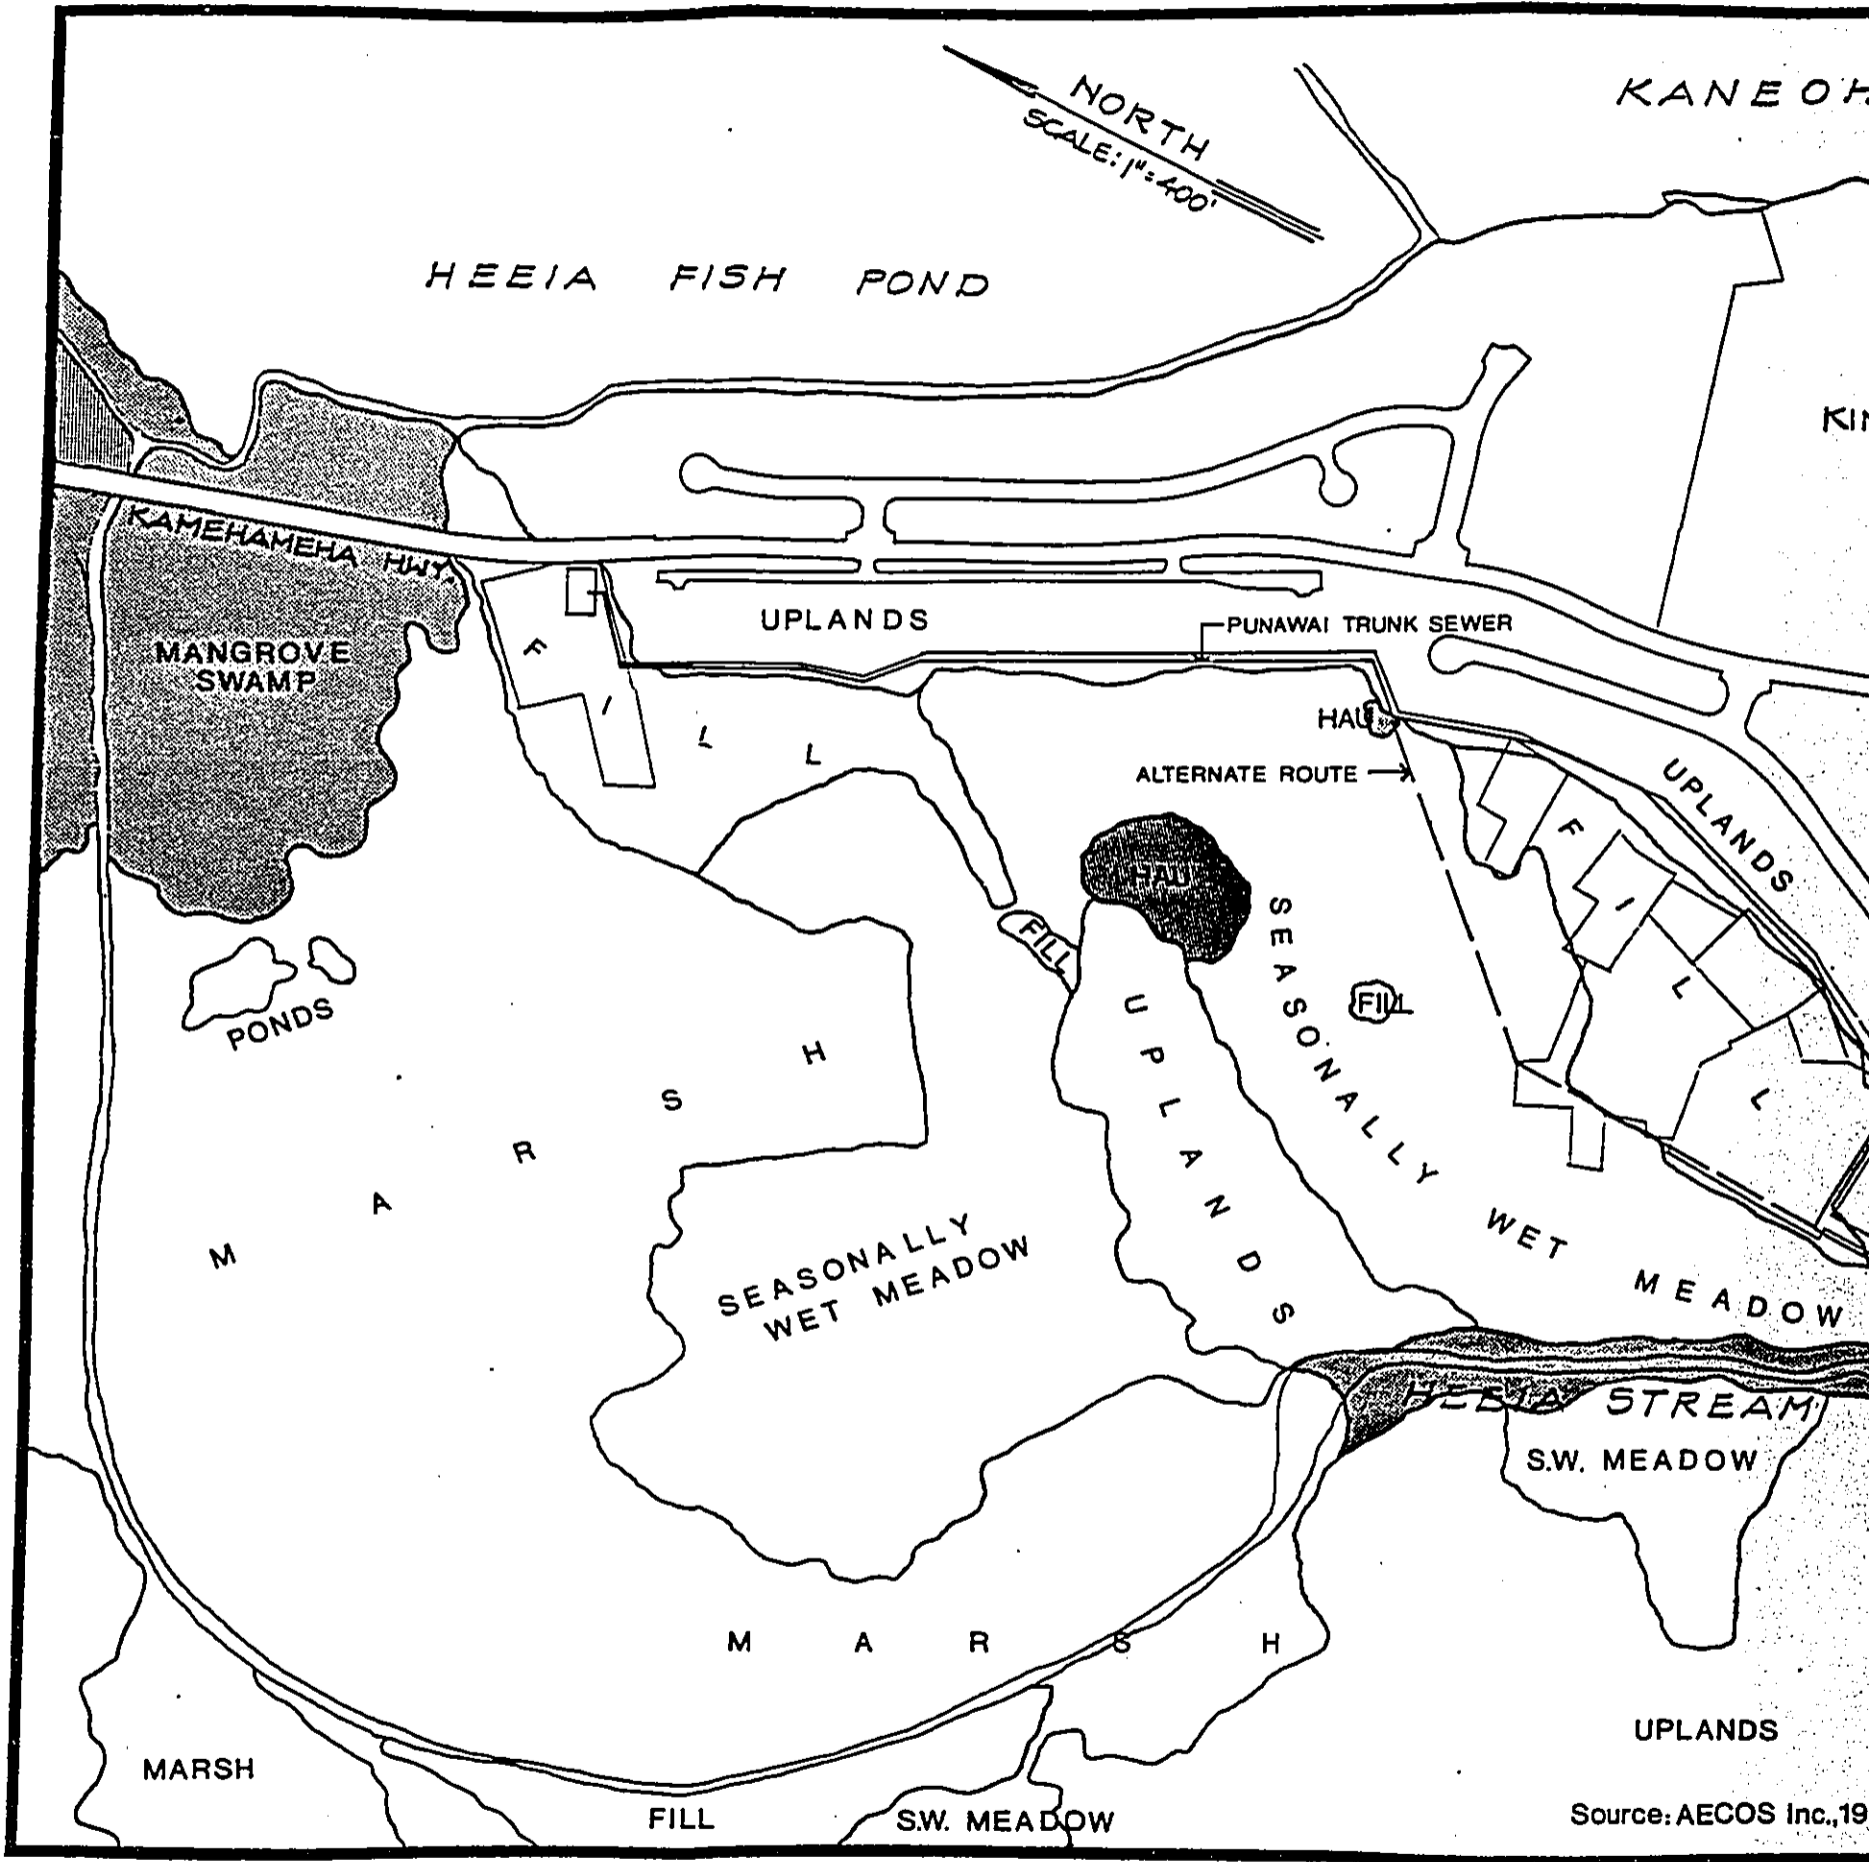 KANEOH
NORTH
SCALE: 1"=400'
HEEIA FISH POND
KIN
KAMEHAMEHA HWY.
UPLANDS
PUNAWAI TRUNK SEWER
MANGROVE
SWAMP
FILL
HAU
ALTERNATE ROUTE
UPLANDS
FILL
HAU
FILL
FILL
SEASONALLY WET MEADOW
UPLANDS
PONDS
MARSH
SEASONALLY
WET MEADOW
HEEIA STREAM
S.W. MEADOW
MARSH
UPLANDS
MARSH
FILL
S.W. MEADOW
Source: AECOS Inc., 19